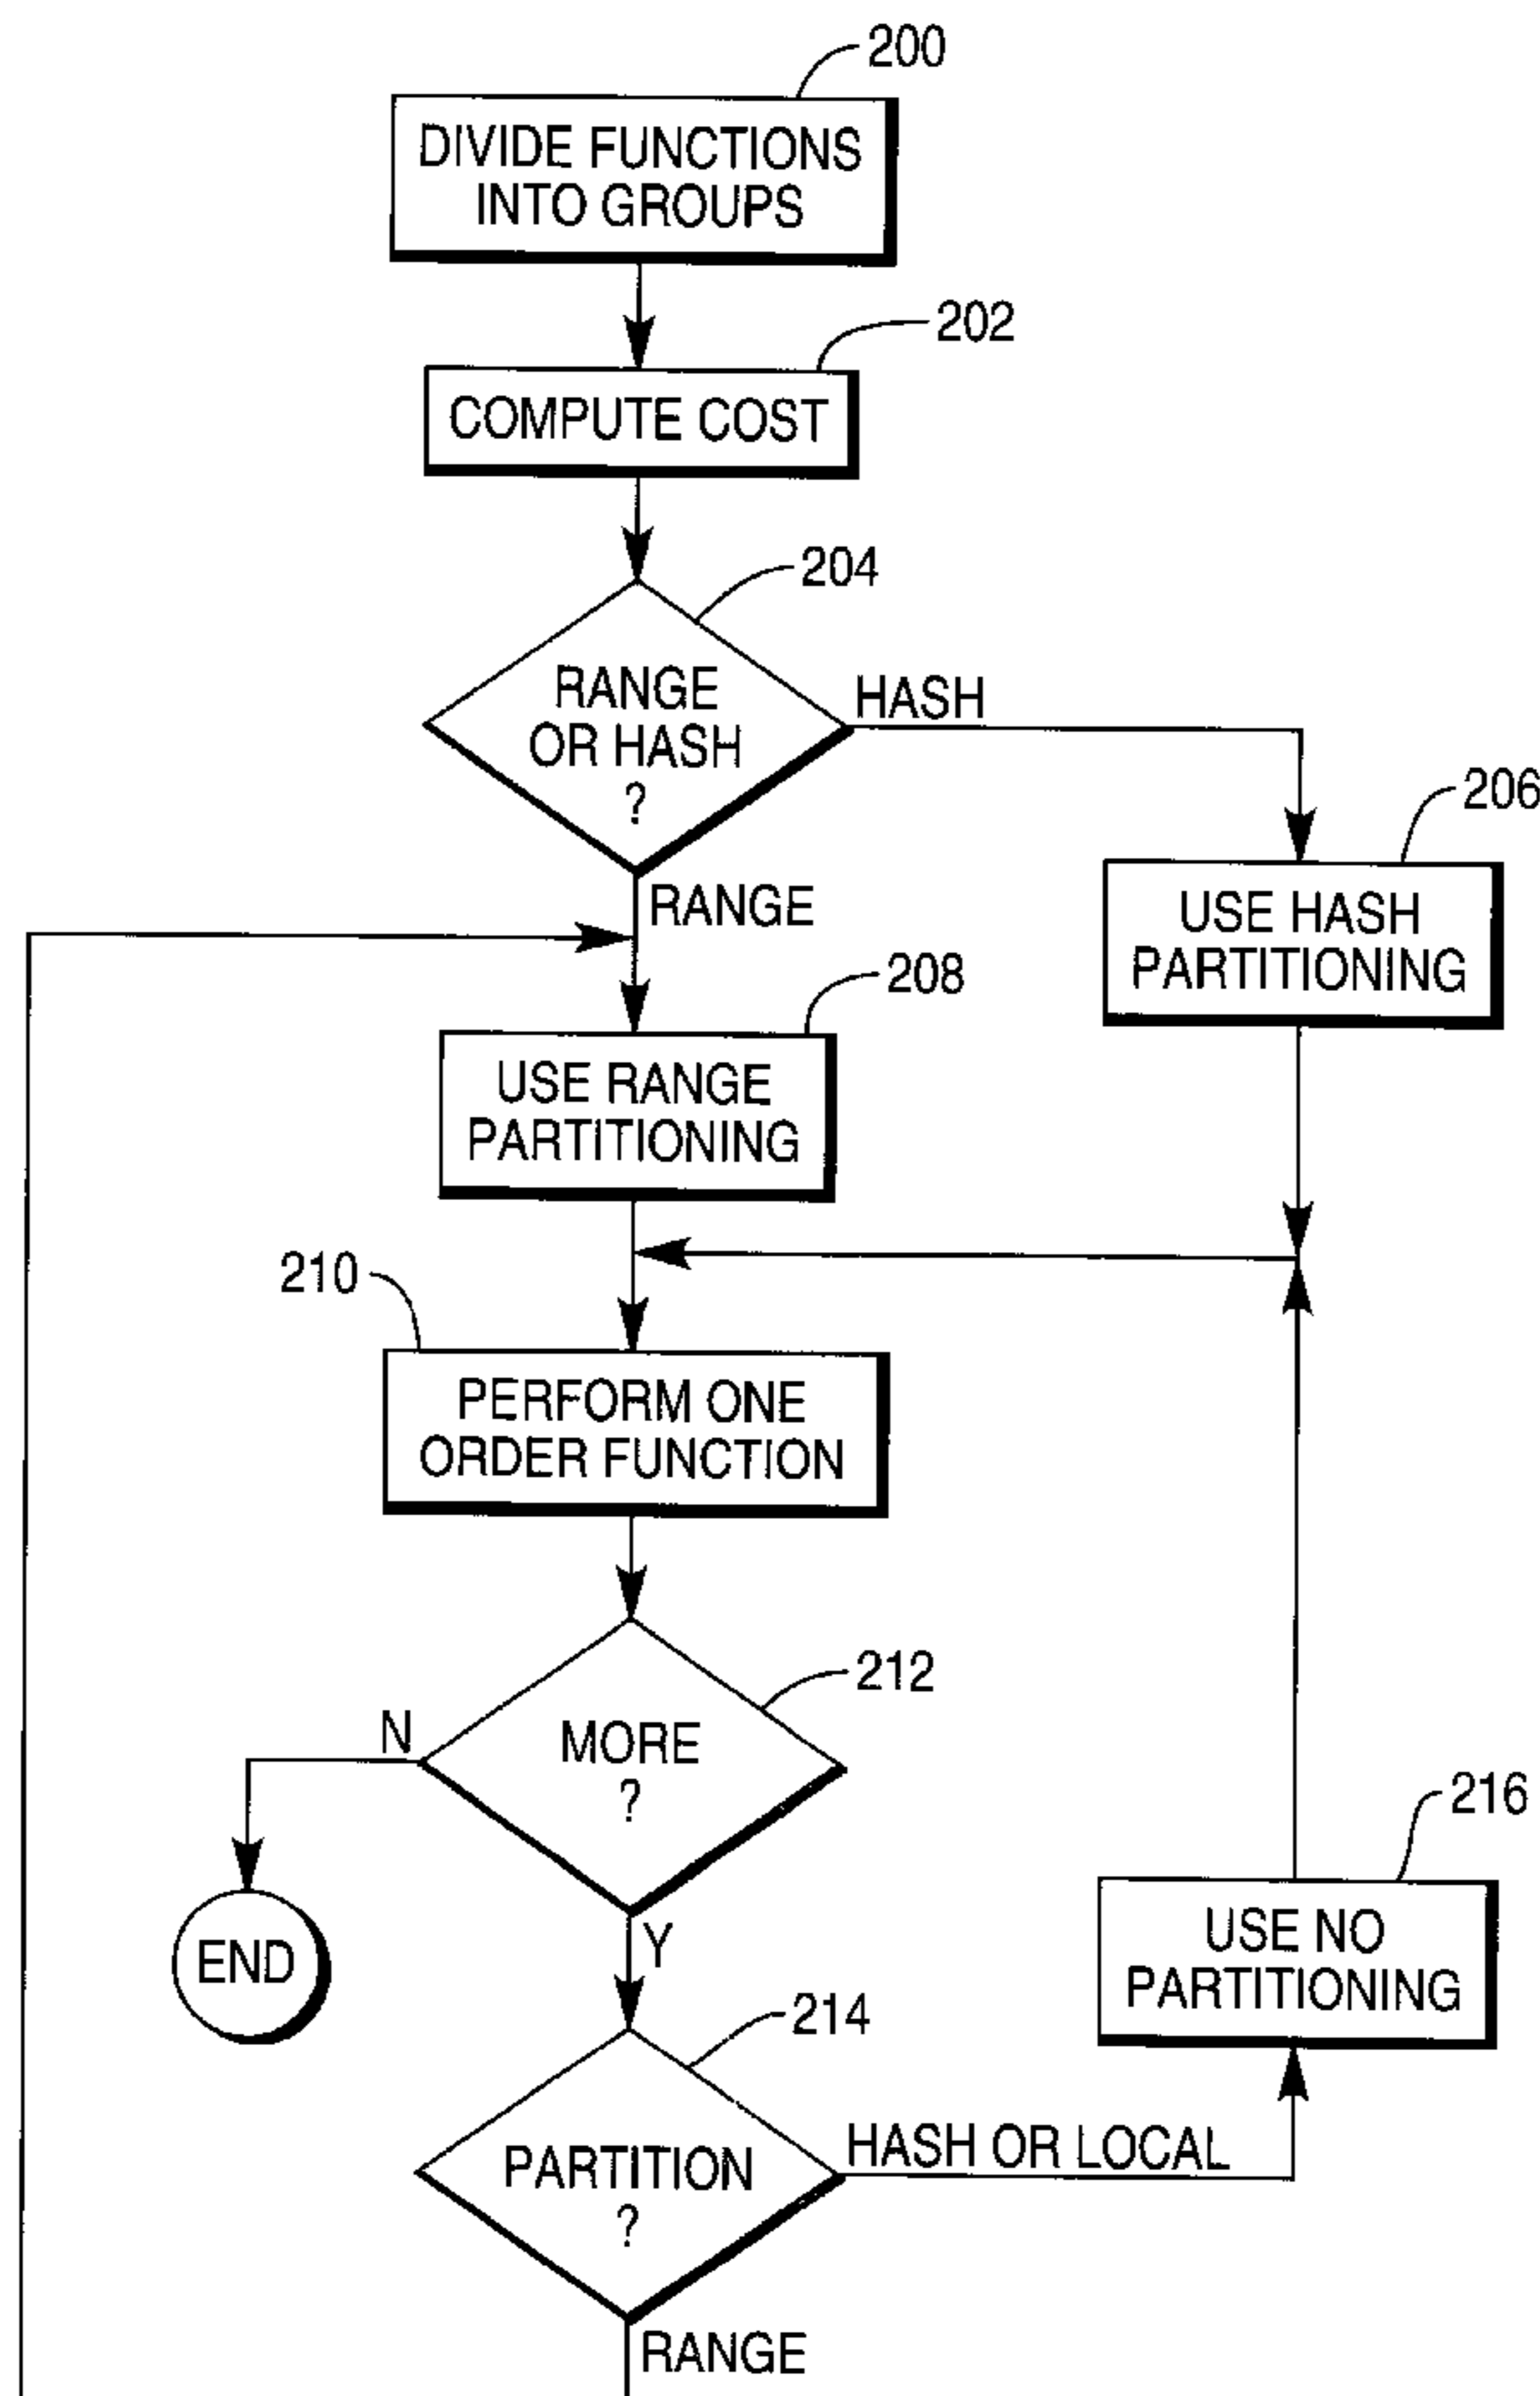 200
DIVIDE FUNCTIONS
INTO GROUPS
202
COMPUTE COST
204
RANGE
OR HASH
?
HASH
206
USE HASH
PARTITIONING
RANGE
208
USE RANGE
PARTITIONING
210
PERFORM ONE
ORDER FUNCTION
212
MORE
?
N
END
Y
216
USE NO
PARTITIONING
214
PARTITION
?
HASH OR LOCAL
RANGE